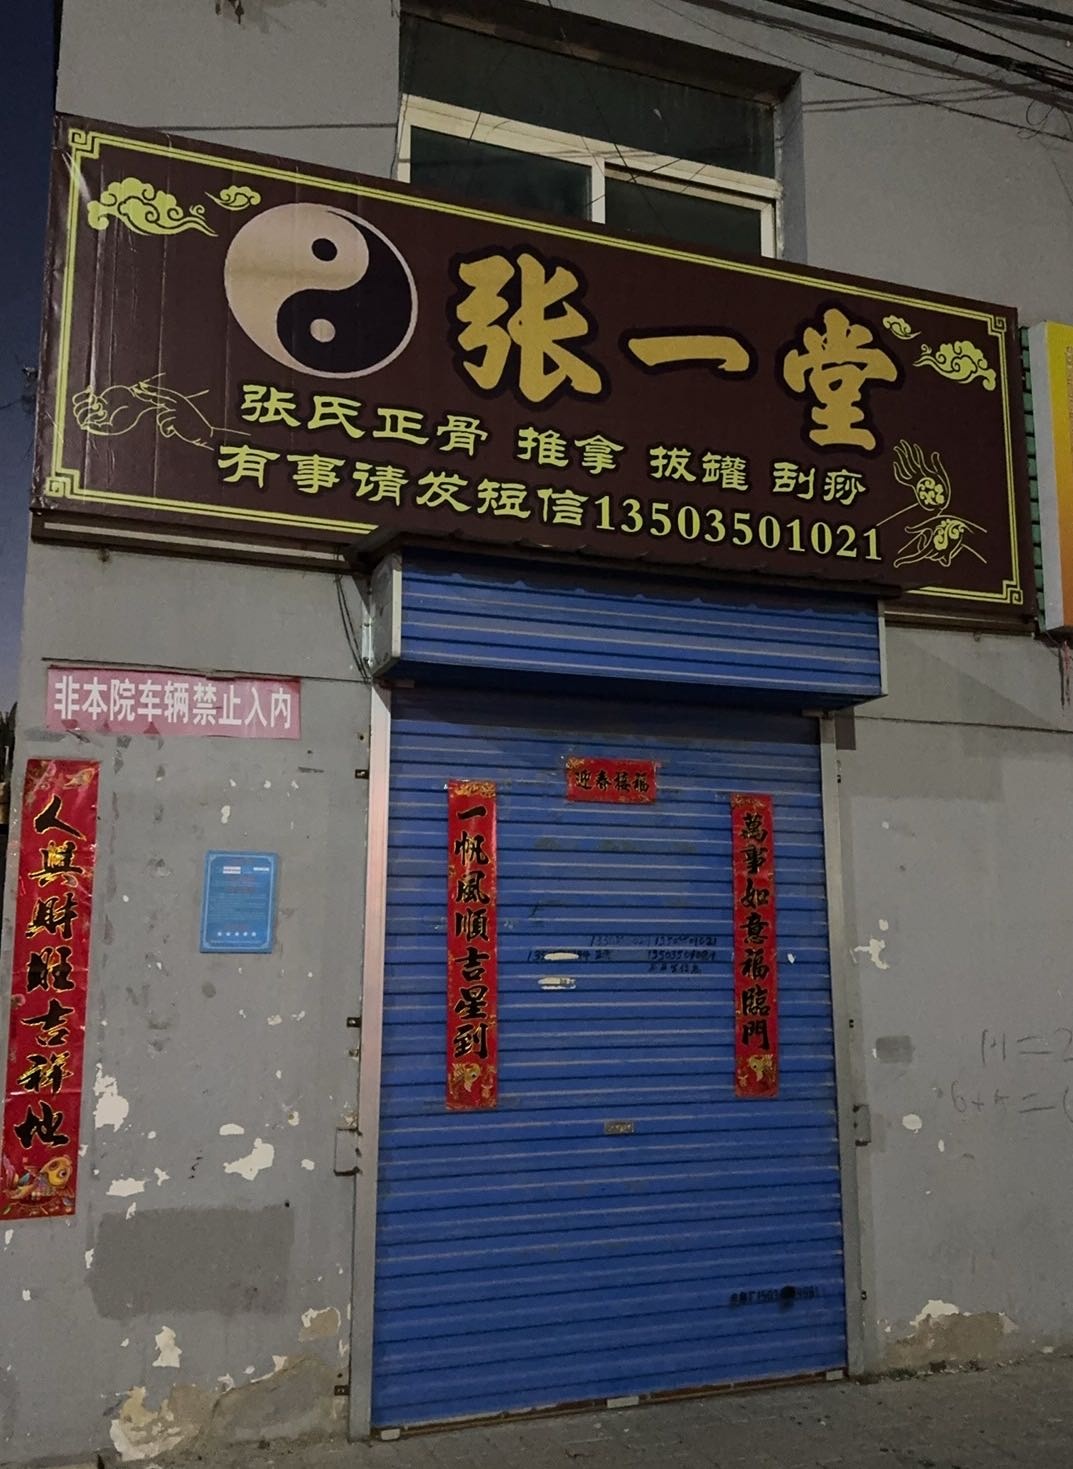 张一堂
张氏正骨 推拿 拔罐 刮痧
有事请发短信13503501021
非本院车辆禁止入内
迎春接福
人兴财旺吉祥地
一帆風順吉星到
萬事如意福臨門